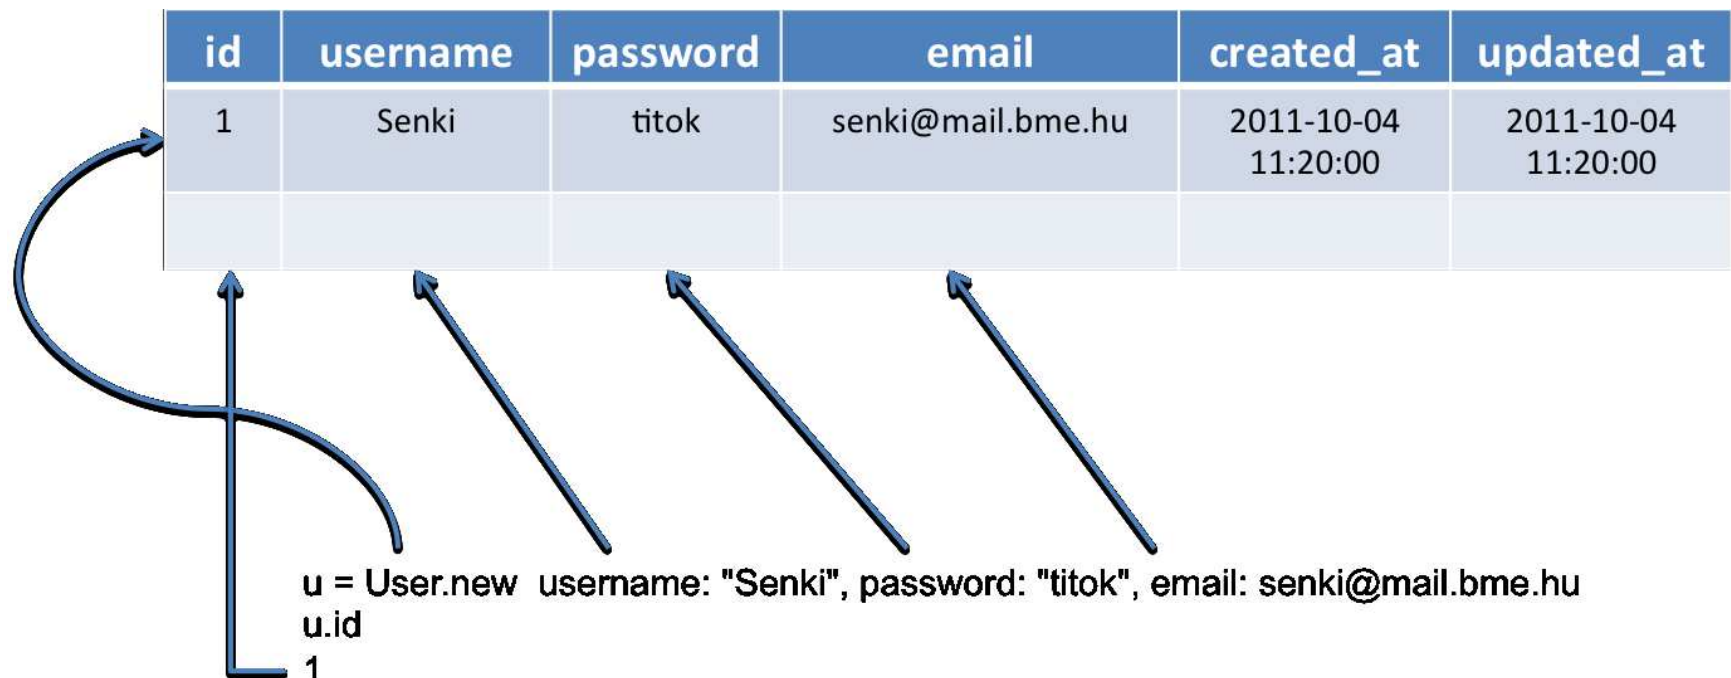 id username password email created_at updated_at
1 Senki titok senki@mail.bme.hu 2011-10-04 2011-10-04
11:20:00 11:20:00
u = User.new username: "Senki", password: "titok", email: senki@mail.bme.hu
u.id
1